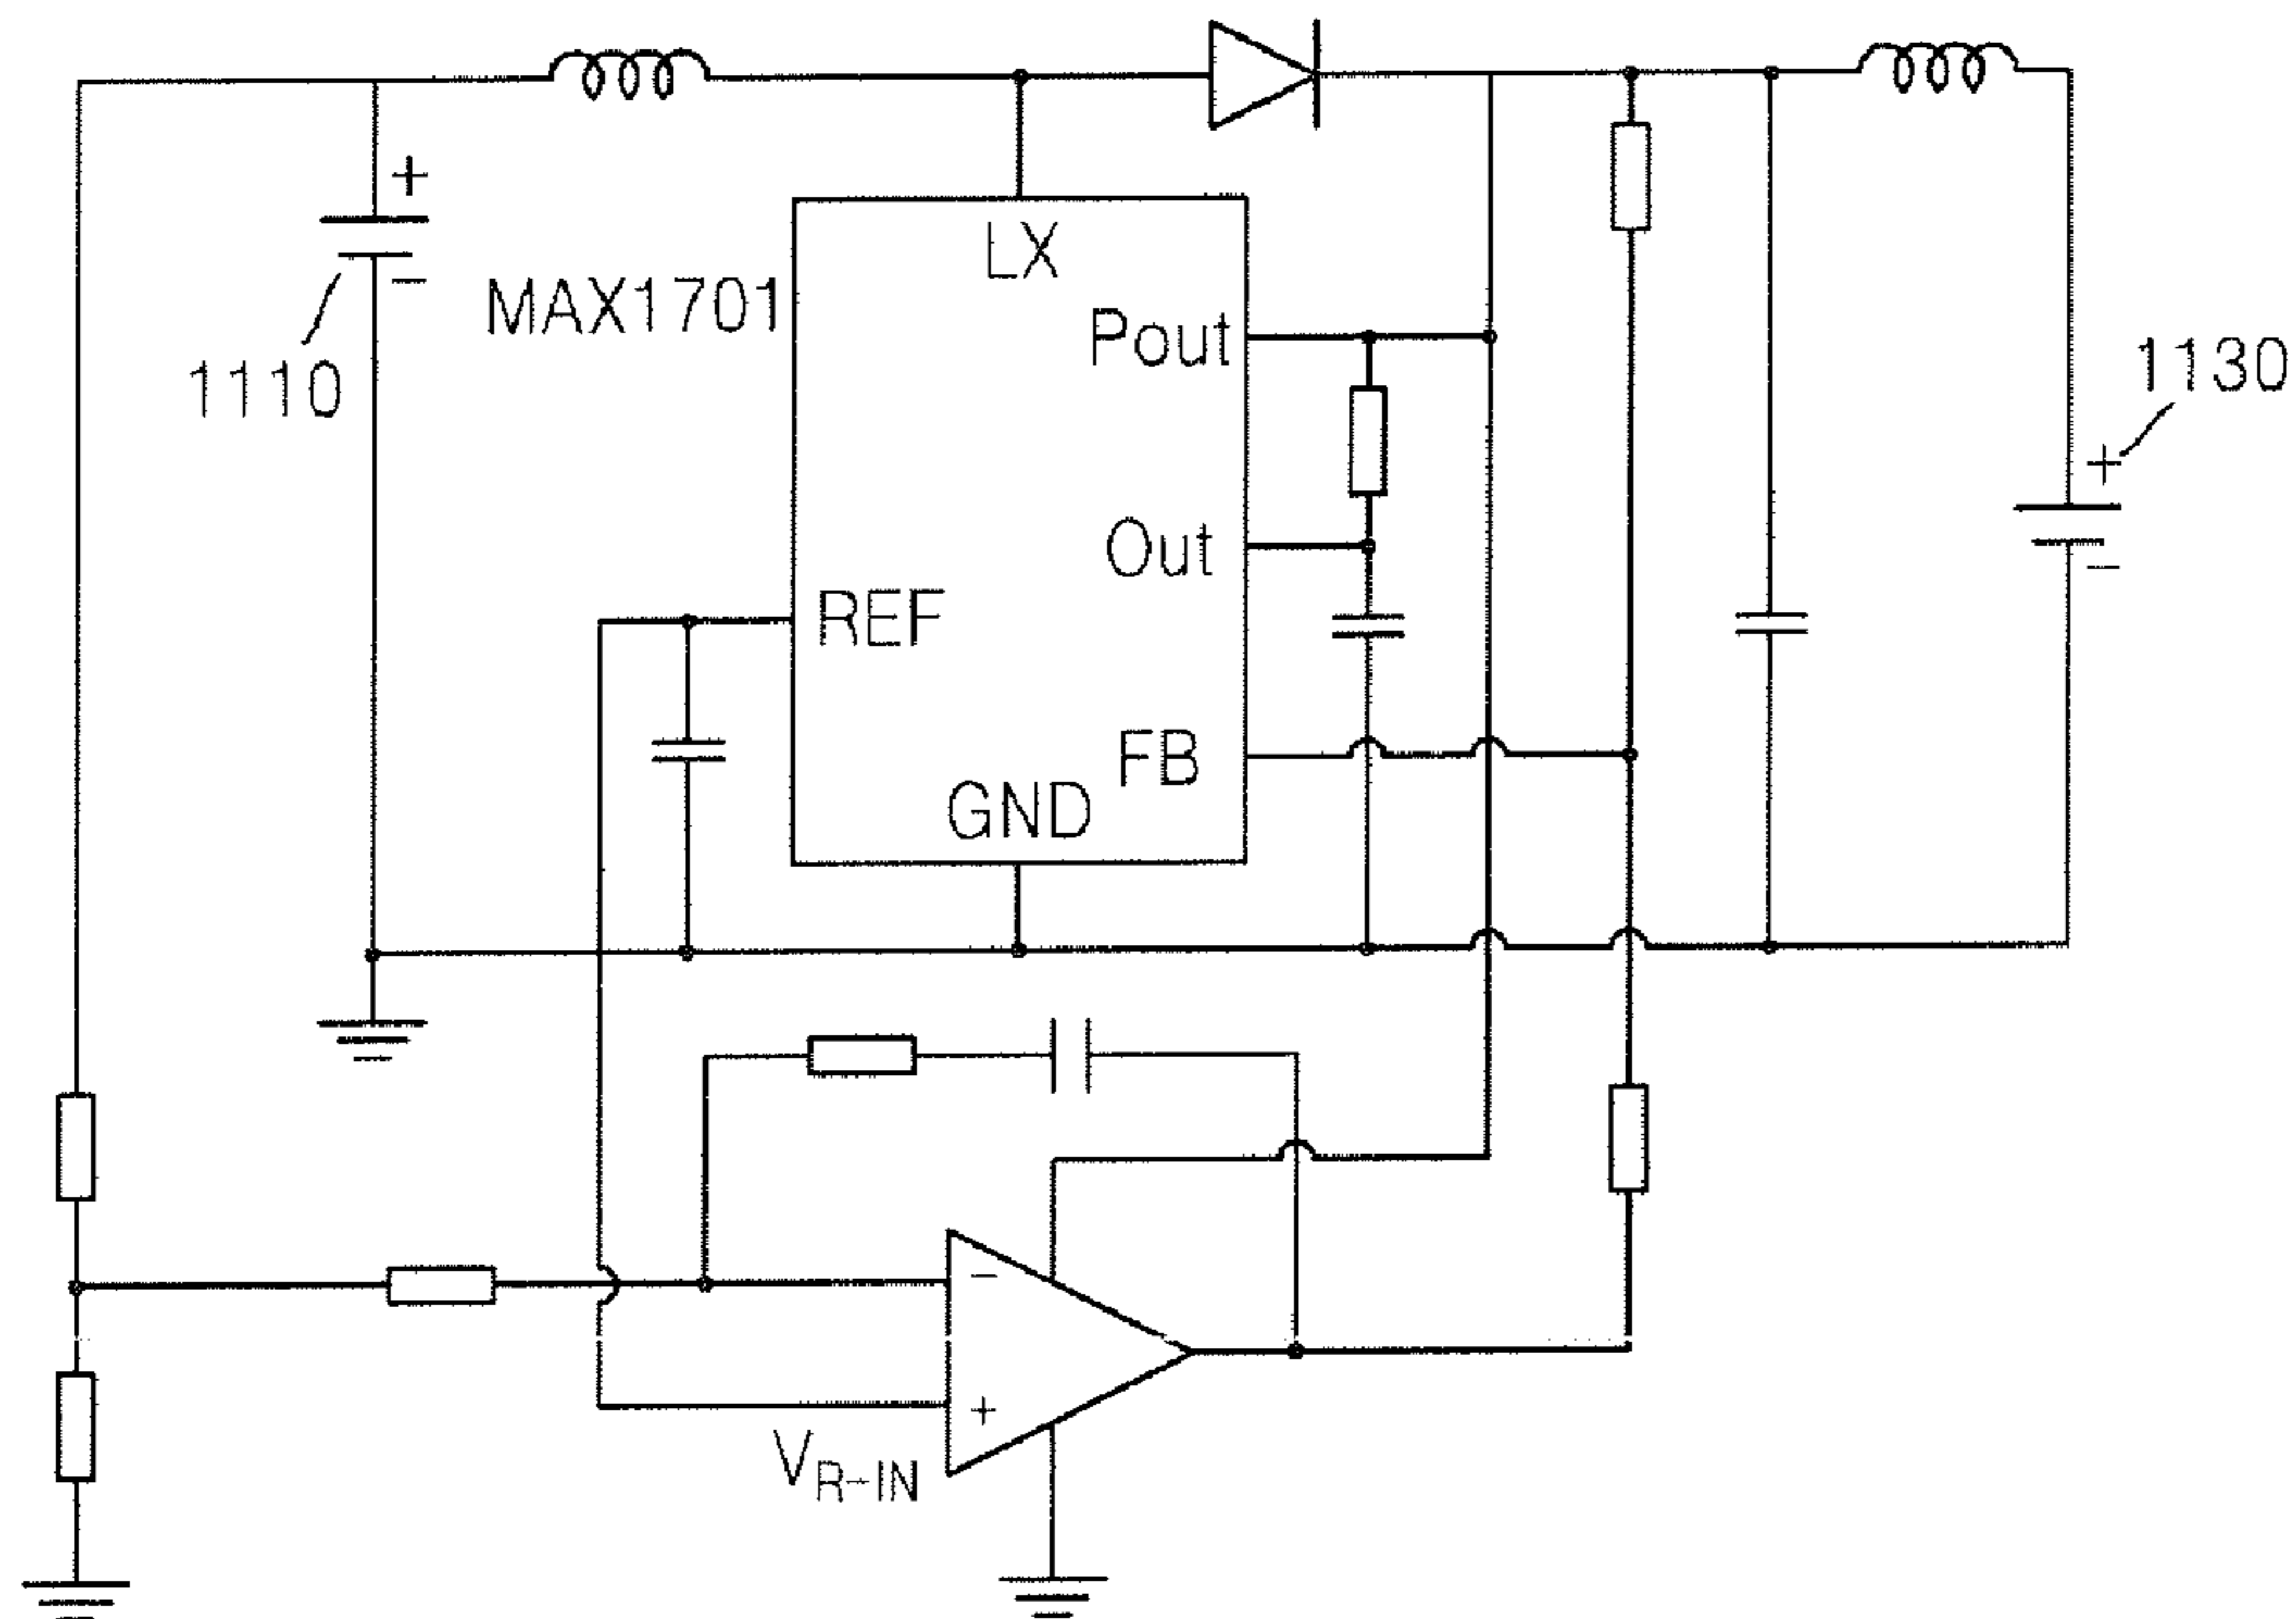 LX
MAX1701
Pout
1110
1130
Out
REF
FB
GND
VR-IN
+
−
+
−
−
+